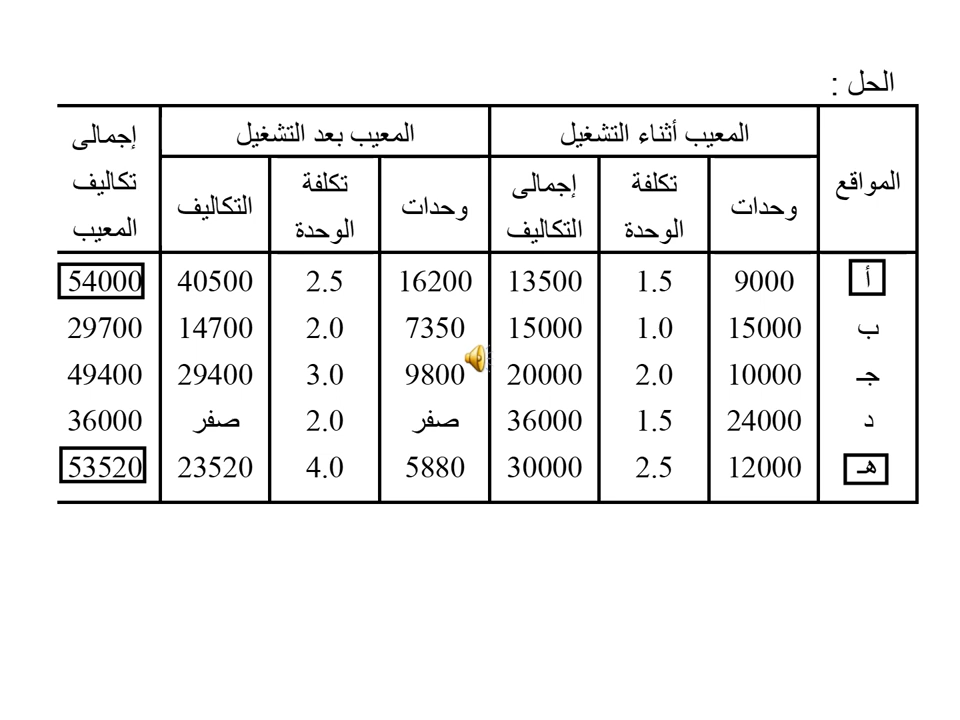 الحل :
المواقع المعيب أثناء التشغيل المعيب بعد التشغيل إجمالى تكاليف المعيب
وحدات تكلفة الوحدة إجمالى التكاليف وحدات تكلفة الوحدة التكاليف
أ 9000 1.5 13500 16200 2.5 40500 54000
ب 15000 1.0 15000 7350 2.0 14700 29700
جـ 10000 2.0 20000 9800 3.0 29400 49400
د 24000 1.5 36000 صفر 2.0 صفر 36000
هـ 12000 2.5 30000 5880 4.0 23520 53520